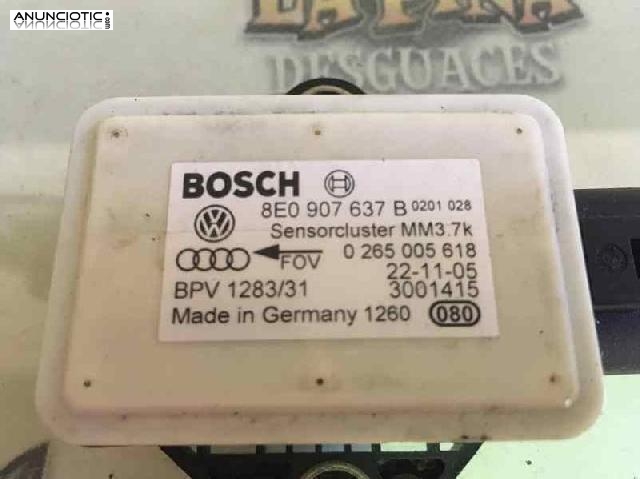 ANUNCIOTIC
DESGUACES
BOSCH
8E0 907 637 B 0201 028
Sensorcluster MM3.7k
FOV 0 265 005 618
22-11-05
BPV 1283/31 3001415
Made in Germany 1260 080